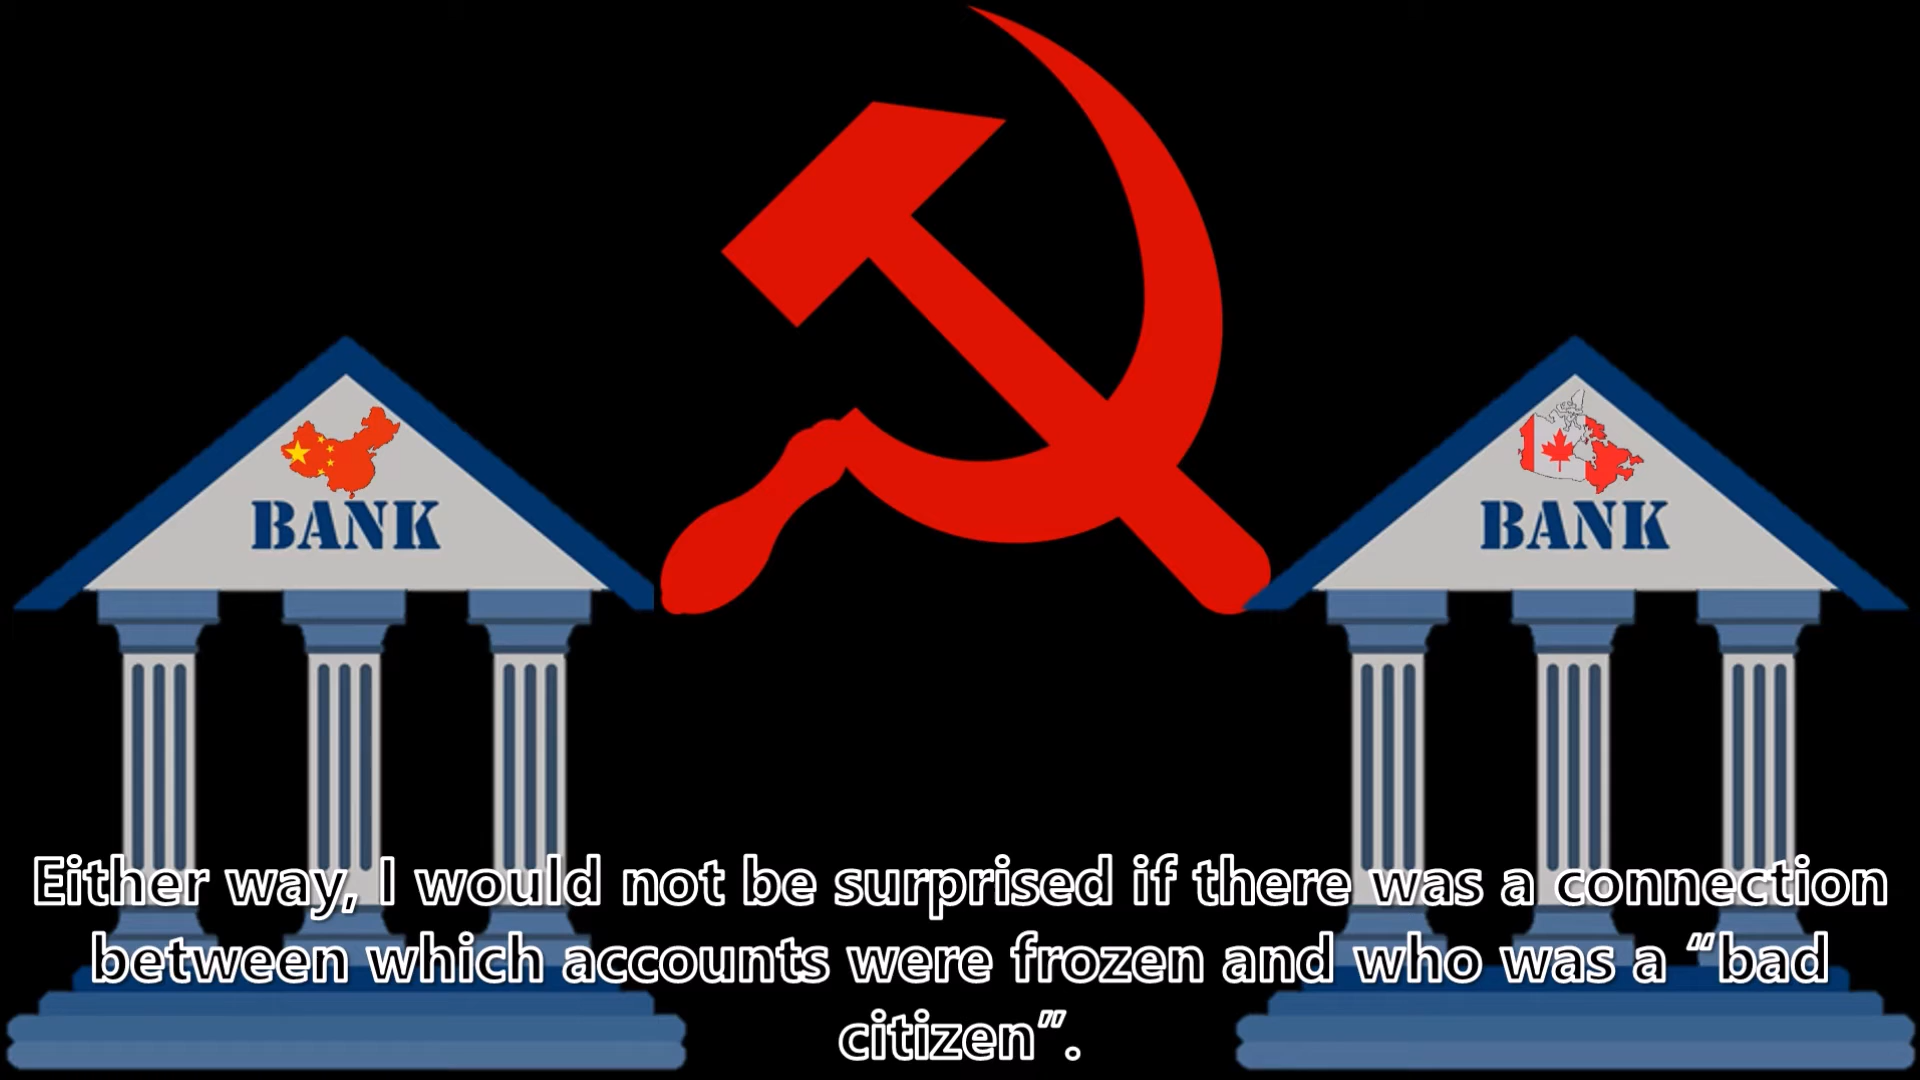 BANK
BANK
Either way, I would not be surprised if there was a connection
between which accounts were frozen and who was a “bad
citizen”.